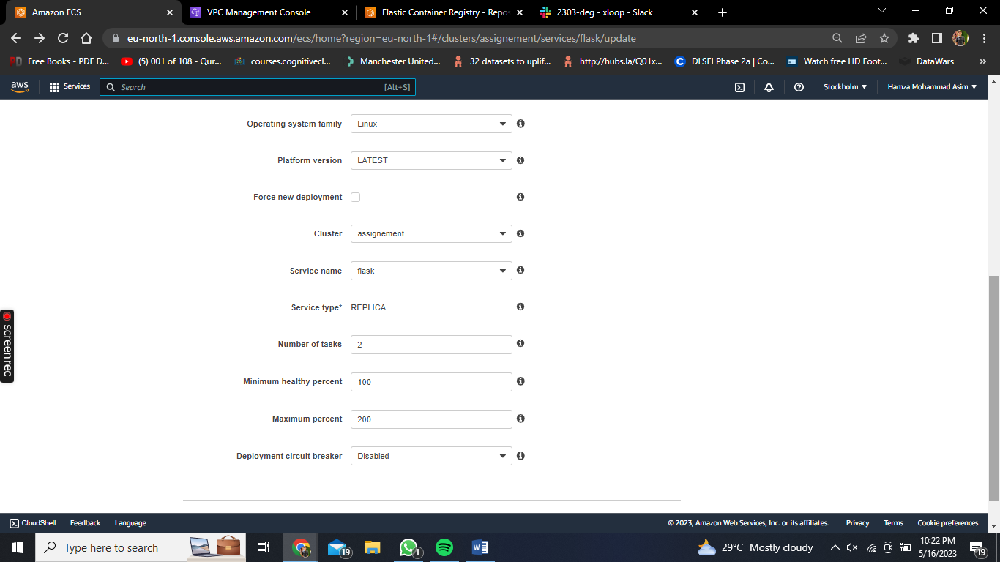 Amazon ECS
VPC Management Console
Elastic Container Registry - Repos
2303-deg - xloop - Slack
eu-north-1.console.aws.amazon.com/ecs/home?region=eu-north-1#/clusters/assignement/services/flask/update
Free Books - PDF D...
(5) 001 of 108 - Qur...
courses.cognitivecl...
Manchester United...
32 datasets to uplif...
http://hubs.la/Q01x...
DLSEI Phase 2a | Co...
Watch free HD Foot...
DataWars
»
aws
Services
Search
[Alt+S]
Stockholm
Hamza Mohammad Asim
Operating system family
Linux
Platform version
LATEST
Force new deployment
Cluster
assignement
Service name
flask
Service type*
REPLICA
Number of tasks
2
Minimum healthy percent
100
Maximum percent
200
Deployment circuit breaker
Disabled
screenrec
CloudShell
Feedback
Language
© 2023, Amazon Web Services, Inc. or its affiliates.
Privacy
Terms
Cookie preferences
Type here to search
19
1
29°C Mostly cloudy
10:22 PM
5/16/2023
19